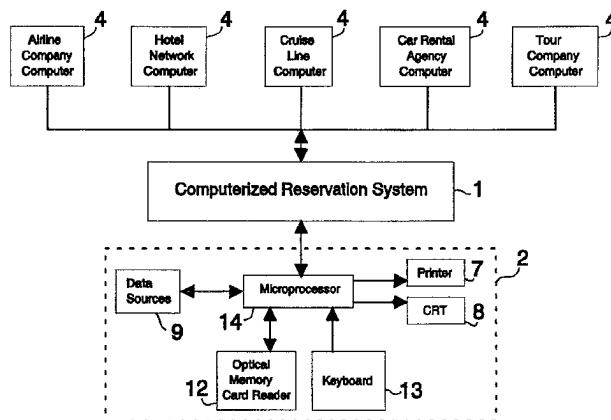 4 4 4 4 4
Airline Company Computer
Hotel Network Computer
Cruise Line Computer
Car Rental Agency Computer
Tour Company Computer
Computerized Reservation System
1
2
Data Sources
9
Microprocessor
14
Printer
7
CRT
8
Optical Memory Card Reader
12
Keyboard
13